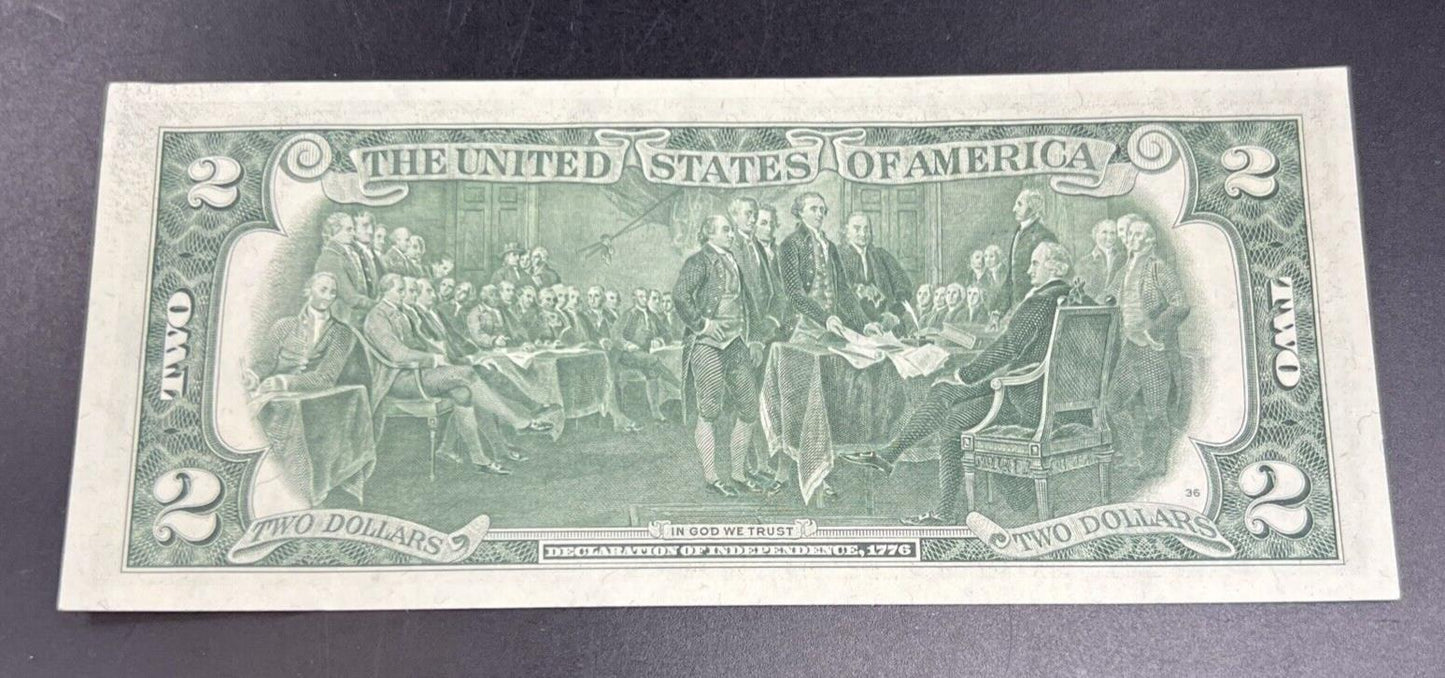 THE UNITED STATES OF AMERICA
2
2
TWO
TWO
2
2
36
TWO DOLLARS
TWO DOLLARS
IN GOD WE TRUST
DECLARATION OF INDEPENDENCE, 1776